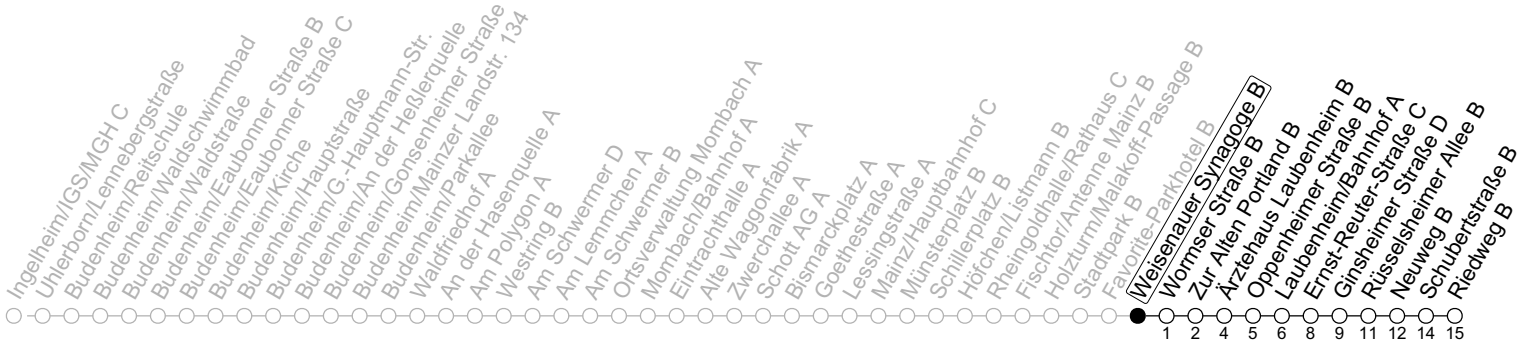 Ingelheim/IGS/MGH C
Uhlerborn/Lennebergstraße
Budenheim/Reitschule
Budenheim/Waldschwimmbad
Budenheim/Waldstraße
Budenheim/Eaubonner Straße B
Budenheim/Eaubonner Straße C
Budenheim/Kirche
Budenheim/Hauptstraße
Budenheim/G.-Hauptmann-Str.
Budenheim/An der Heßlerquelle
Budenheim/Gonsenheimer Straße
Budenheim/Mainzer Landstr. 134
Budenheim/Parkallee
Waldfriedhof A
An der Hasenquelle A
Am Polygon A
Westring B
Am Schwermer D
Am Lemmchen A
Am Schwermer B
Ortsverwaltung Mombach A
Mombach/Bahnhof A
Eintrachthalle A
Alte Waggonfabrik A
Zwerchallee A
Schott AG A
Bismarckplatz A
Goethestraße A
Lessingstraße A
Mainz/Hauptbahnhof C
Münsterplatz B
Schillerplatz B
Höfchen/Listmann B
Rheingoldhalle/Rathaus C
Fischtor/Antenne Mainz B
Holzturm/Malakoff-Passage B
Stadtpark B
Favorite-Parkhotel B
Weisenauer Synagoge B
Wormser Straße B
Zur Alten Portland B
Ärztehaus Laubenheim B
Oppenheimer Straße B
Laubenheim/Bahnhof A
Ernst-Reuter-Straße C
Ginsheimer Straße D
Rüsselsheimer Allee B
Neuweg B
Schubertstraße B
Riedweg B
1 2 4 5 6 8 9 11 12 14 15